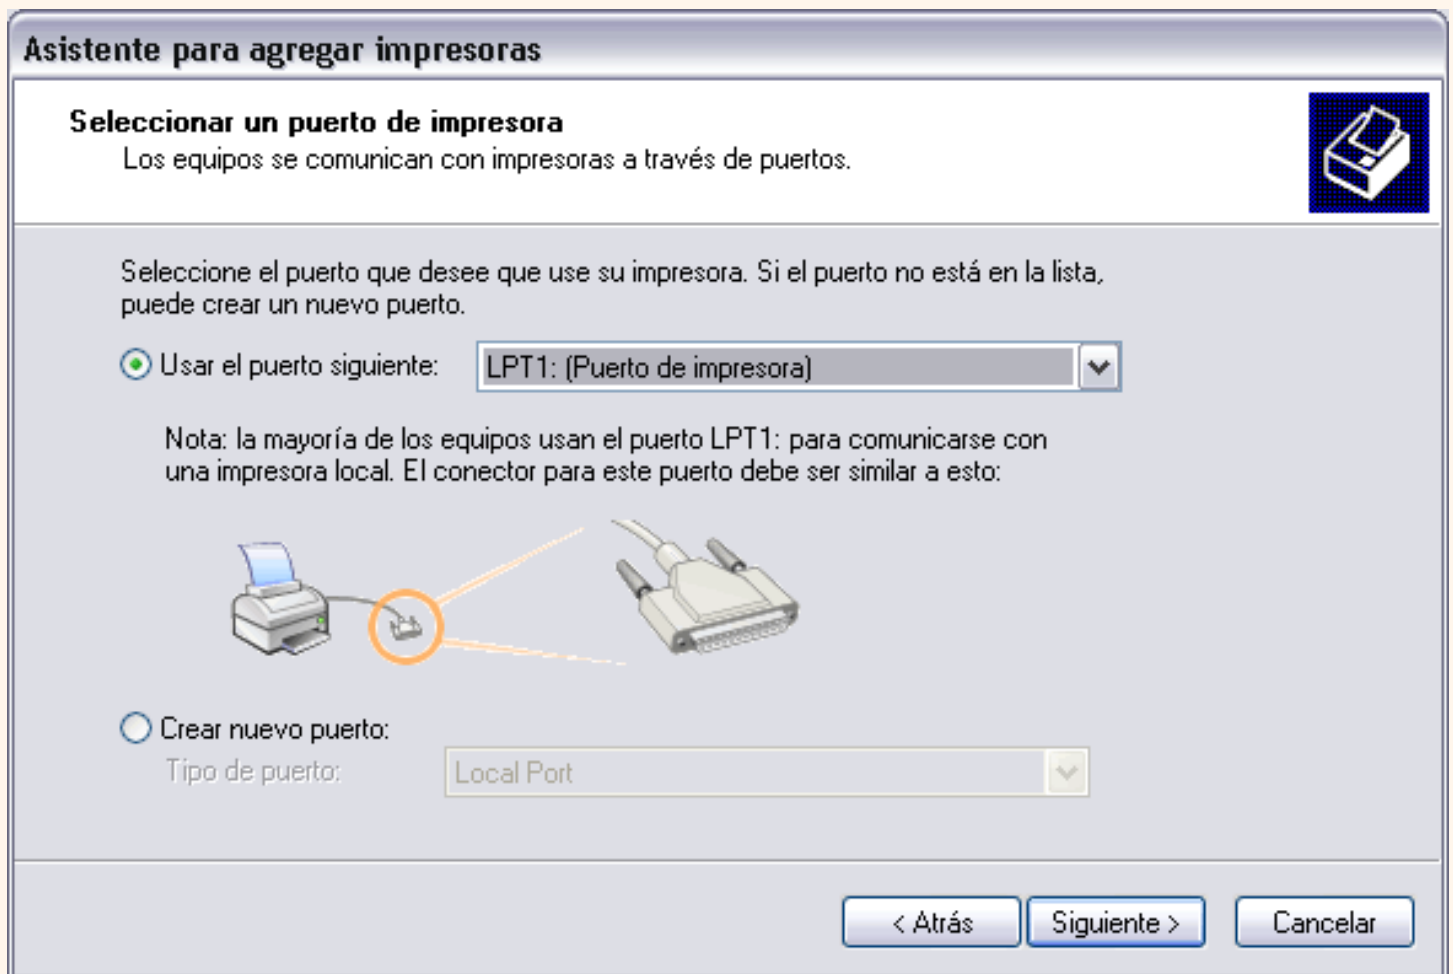 Asistente para agregar impresoras
Seleccionar un puerto de impresora
Los equipos se comunican con impresoras a través de puertos.
Seleccione el puerto que desee que use su impresora. Si el puerto no está en la lista,
puede crear un nuevo puerto.
Usar el puerto siguiente: LPT1: (Puerto de impresora)
Nota: la mayoría de los equipos usan el puerto LPT1: para comunicarse con
una impresora local. El conector para este puerto debe ser similar a esto:
Crear nuevo puerto:
Tipo de puerto: Local Port
< Atrás Siguiente > Cancelar